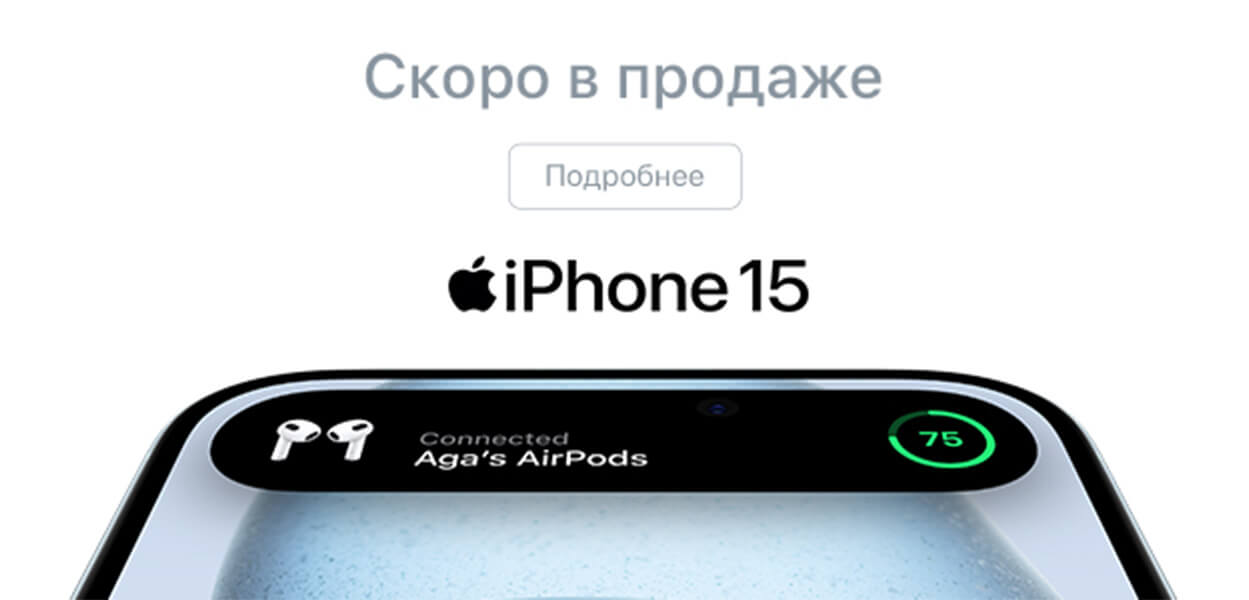 Скоро в продаже
Подробнее
iPhone 15
Connected
Aga's AirPods
75